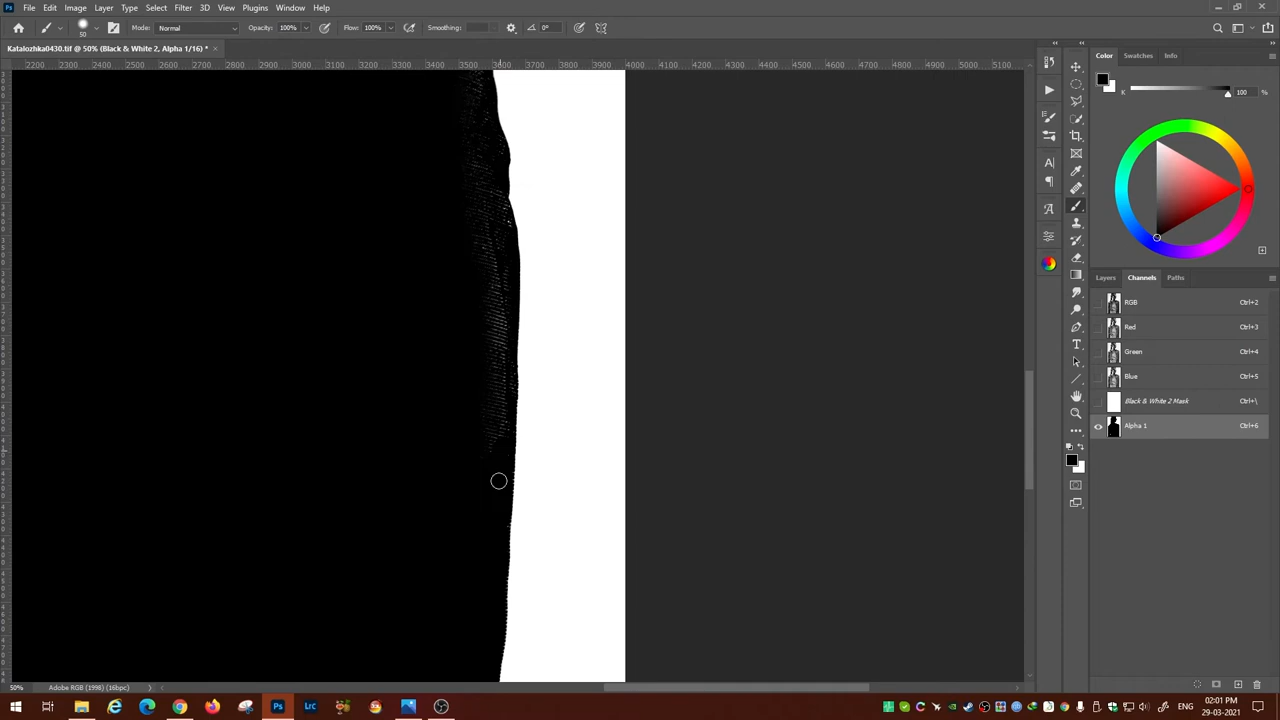 Ps File Edit Image Layer Type Select Filter 3D View Plugins Window Help
50 Mode: Normal Opacity: 100% Flow: 100% Smoothing: 0°
Katalozhka0430.tif @ 50% (Black & White 2, Alpha 1/16) *
2200 2300 2400 2500 2600 2700 2800 2900 3000 3100 3200 3300 3400 3500 3600 3700 3800 3900 4000 4100 4200 4300 4400 4500 4600 4700 4800 4900 5000 5100
Color Swatches Info
K 100 %
Layers Channels Paths
RGB Ctrl+2
Red Ctrl+3
Green Ctrl+4
Blue Ctrl+5
Black & White 2 Mask Ctrl+\
Alpha 1 Ctrl+6
50% Adobe RGB (1998) (16bpc)
Ps LrC
ENG
02:01 PM
29-03-2021